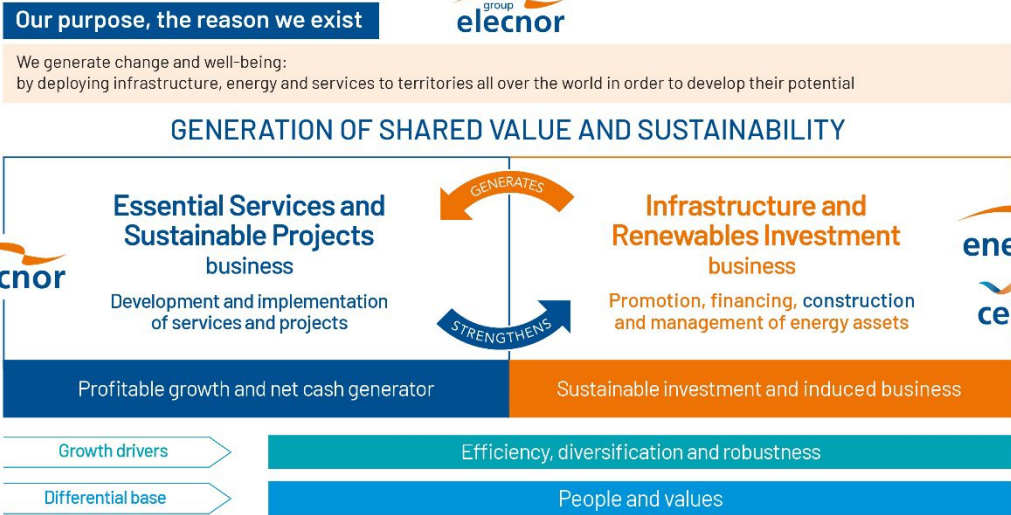 Our purpose, the reason we exist
group
elecnor
We generate change and well-being:
by deploying infrastructure, energy and services to territories all over the world in order to develop their potential
GENERATION OF SHARED VALUE AND SUSTAINABILITY
GENERATES
Essential Services and
Sustainable Projects
business
Development and implementation
of services and projects
cnor
STRENGTHENS
Infrastructure and
Renewables Investment
business
Promotion, financing, construction
and management of energy assets
ene
ce
Profitable growth and net cash generator
Sustainable investment and induced business
Growth drivers
Efficiency, diversification and robustness
Differential base
People and values